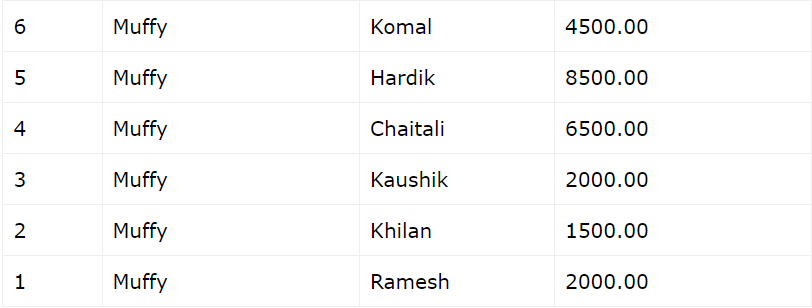 6 Muffy Komal 4500.00
5 Muffy Hardik 8500.00
4 Muffy Chaitali 6500.00
3 Muffy Kaushik 2000.00
2 Muffy Khilan 1500.00
1 Muffy Ramesh 2000.00